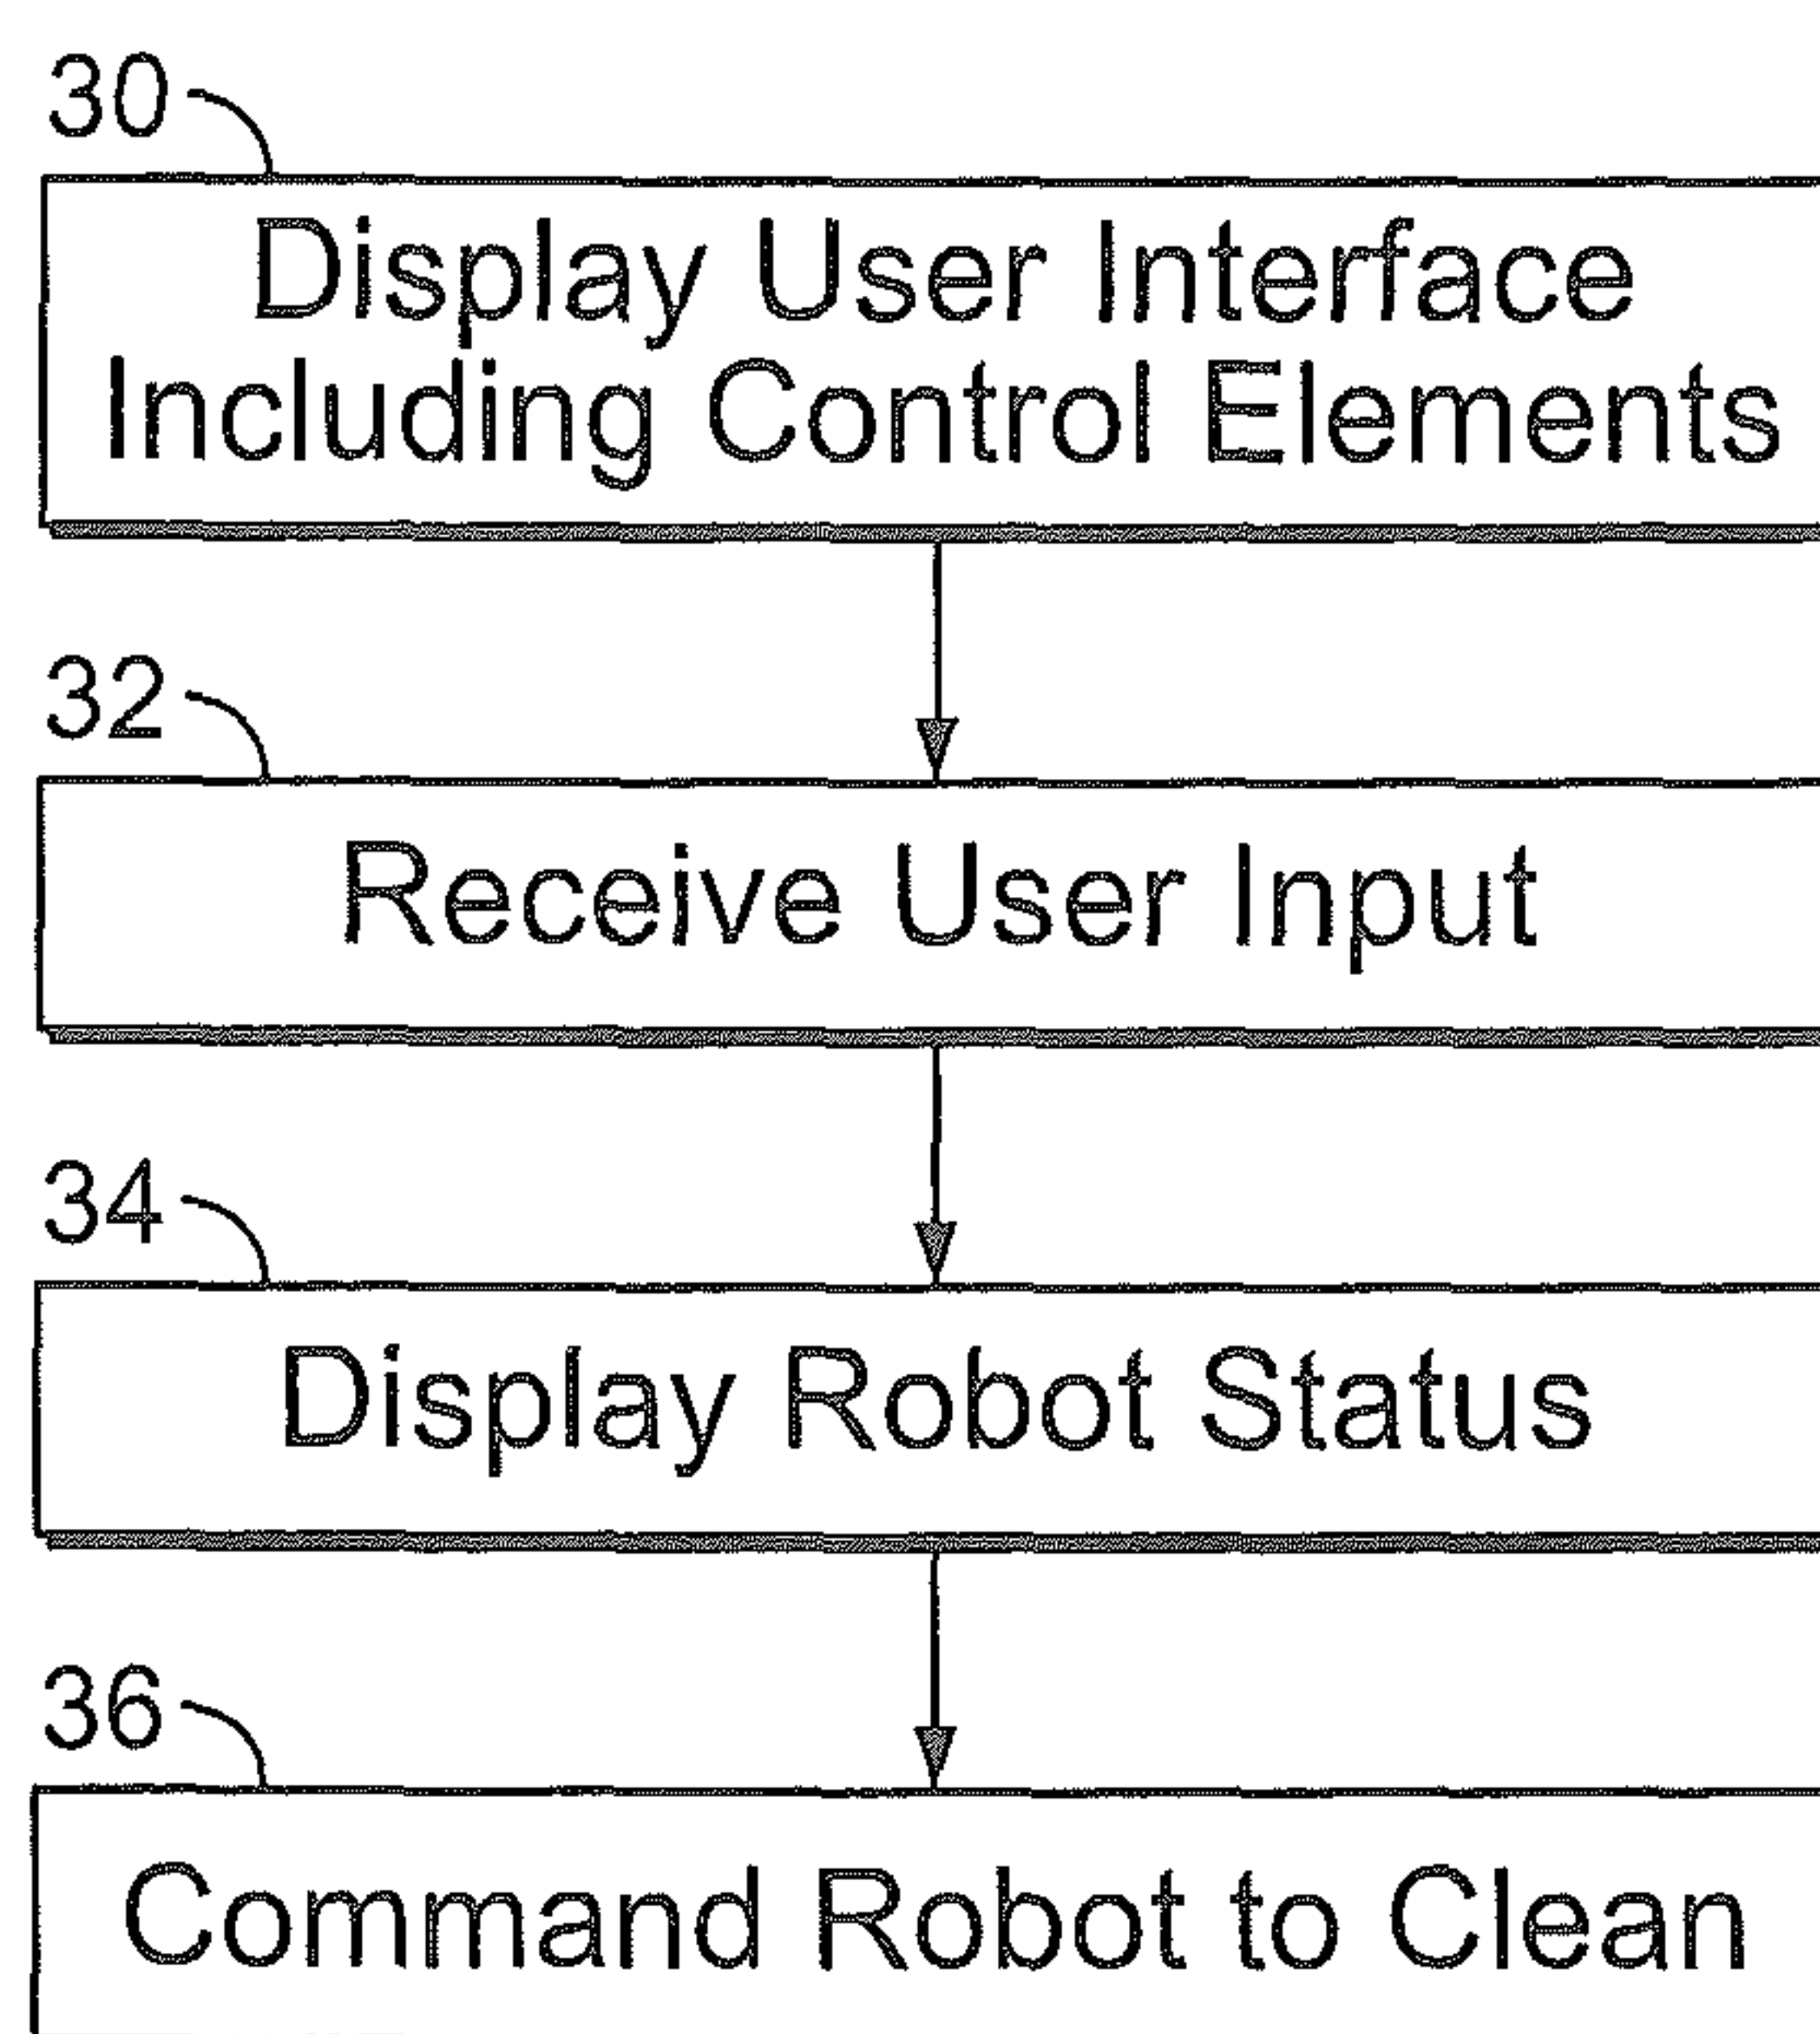 30
Display User Interface
Including Control Elements
32
Receive User Input
34
Display Robot Status
36
Command Robot to Clean